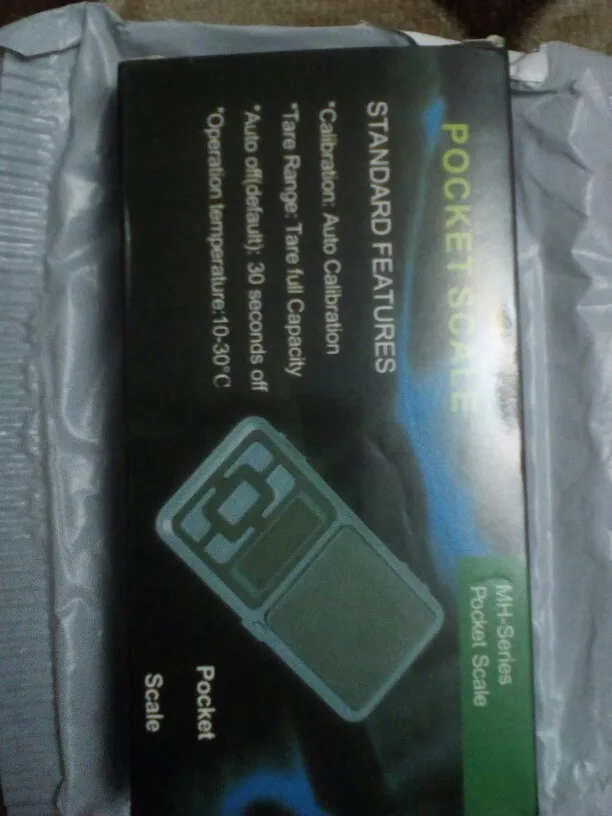 POCKET SCALE
MH-Series
Pocket Scale
STANDARD FEATURES
*Calibration: Auto Calibration
*Tare Range: Tare full Capacity
*Auto off(default): 30 seconds off
*Operation temperature:10-30°C
Pocket
Scale